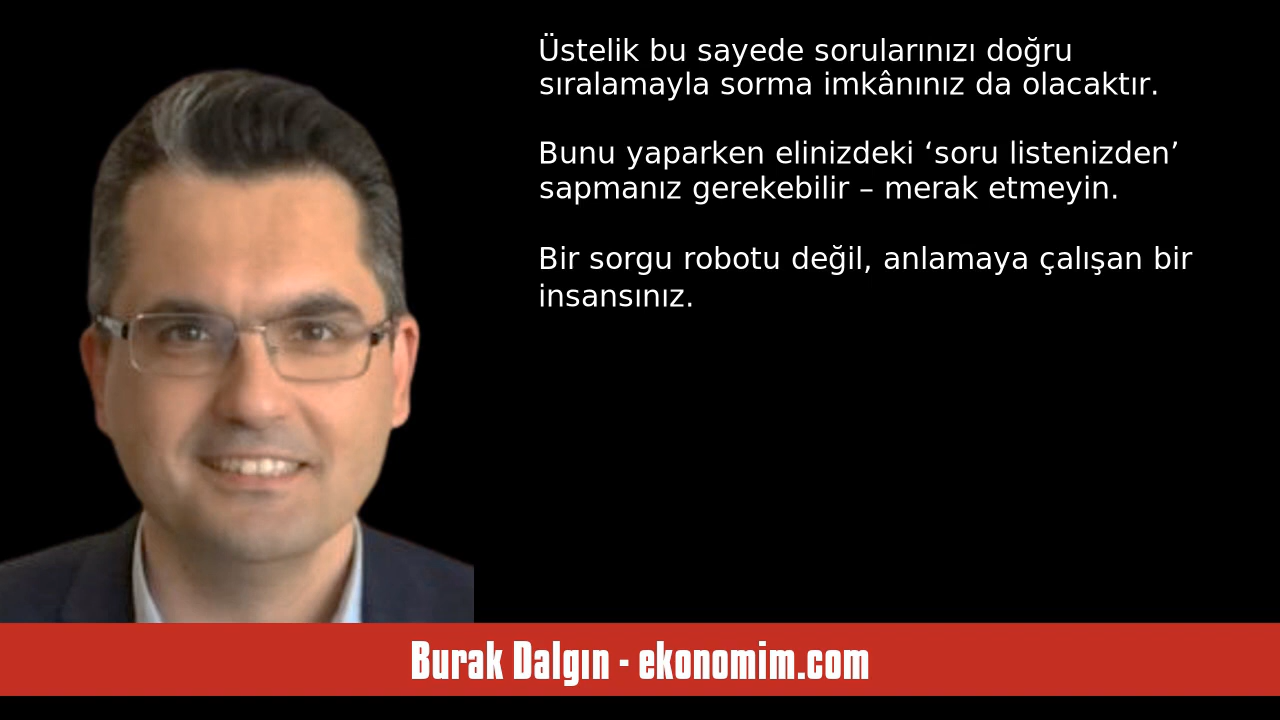 Üstelik bu sayede sorularınızı doğru
sıralamayla sorma imkânınız da olacaktır.
Bunu yaparken elinizdeki ‘soru listenizden’
sapmanız gerekebilir – merak etmeyin.
Bir sorgu robotu değil, anlamaya çalışan bir
insansınız.
Burak Dalgın - ekonomim.com